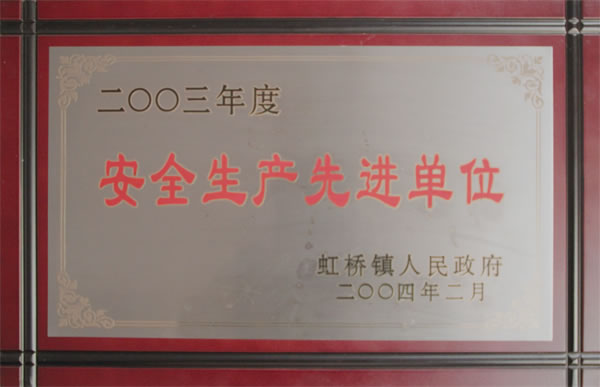 二〇〇三年度
安全生产先进单位
虹桥镇人民政府
二〇〇四年二月